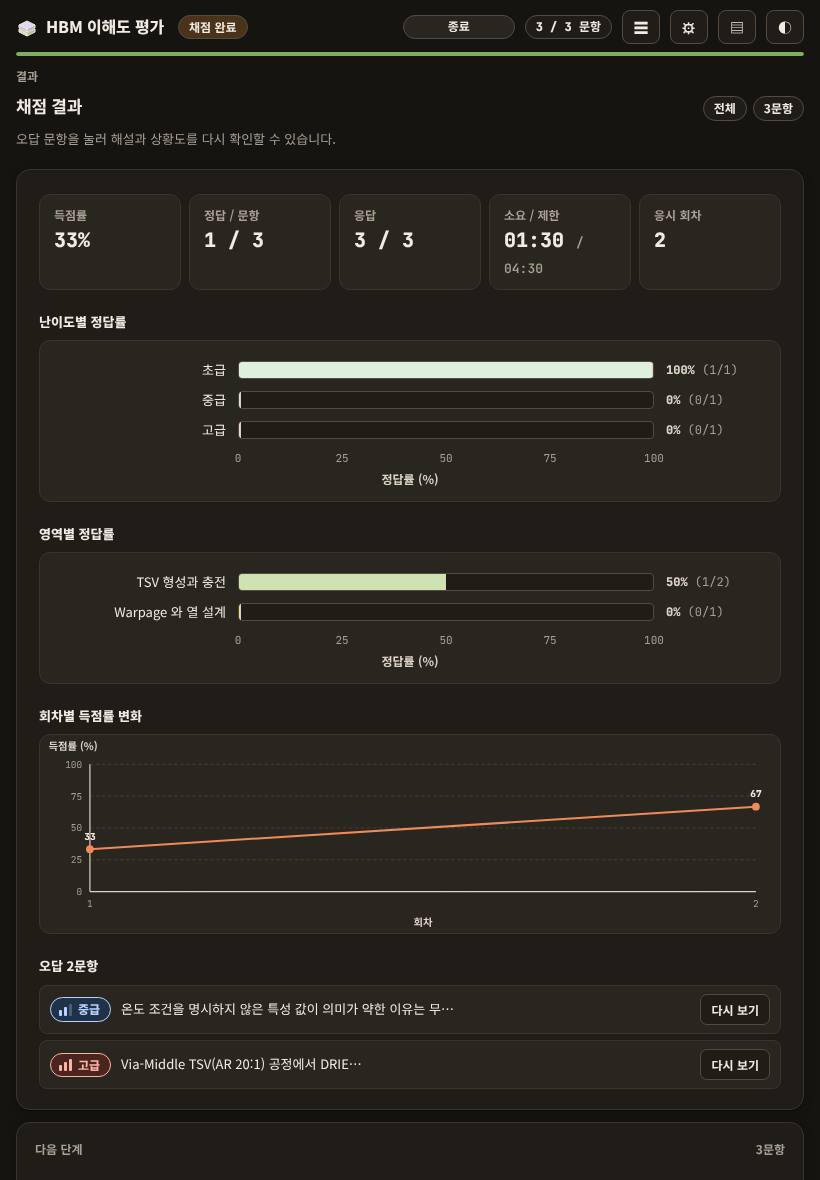 HBM 이해도 평가 채점 완료 종료 3 / 3 문항
결과
채점 결과 전체 3문항
오답 문항을 눌러 해설과 상황도를 다시 확인할 수 있습니다.
득점률 정답 / 문항 응답 소요 / 제한 응시 회차
33% 1 / 3 3 / 3 01:30 / 2
04:30
난이도별 정답률
초급 100% (1/1)
중급 0% (0/1)
고급 0% (0/1)
0 25 50 75 100
정답률 (%)
영역별 정답률
TSV 형성과 충전 50% (1/2)
Warpage 와 열 설계 0% (0/1)
0 25 50 75 100
정답률 (%)
회차별 득점률 변화
득점률 (%)
100
67
75
50
33
25
0
1 2
회차
오답 2문항
중급 온도 조건을 명시하지 않은 특성 값이 의미가 약한 이유는 무… 다시 보기
고급 Via-Middle TSV(AR 20:1) 공정에서 DRIE… 다시 보기
다음 단계 3문항